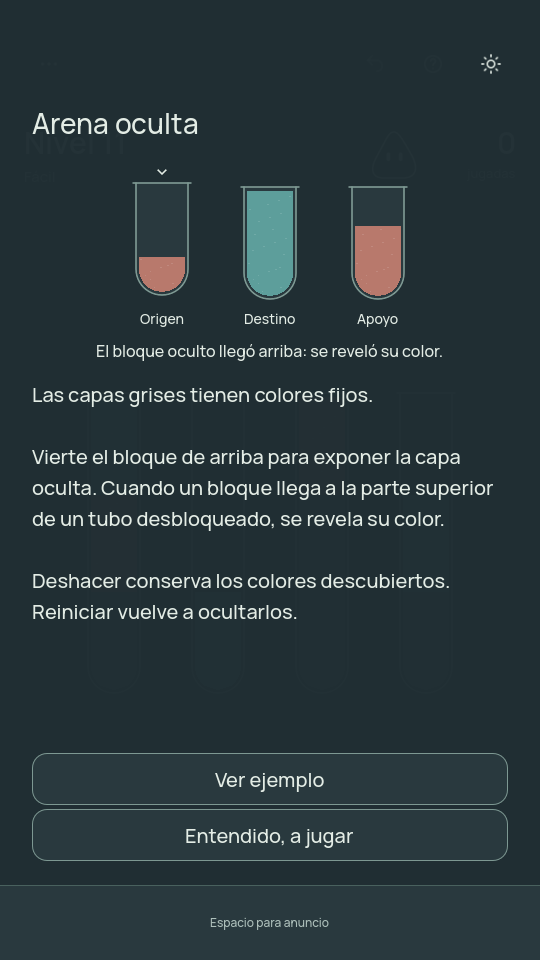 Arena oculta
Origen
Destino
Apoyo
El bloque oculto llegó arriba: se reveló su color.
Las capas grises tienen colores fijos.
Vierte el bloque de arriba para exponer la capa
oculta. Cuando un bloque llega a la parte superior
de un tubo desbloqueado, se revela su color.
Deshacer conserva los colores descubiertos.
Reiniciar vuelve a ocultarlos.
Ver ejemplo
Entendido, a jugar
Espacio para anuncio